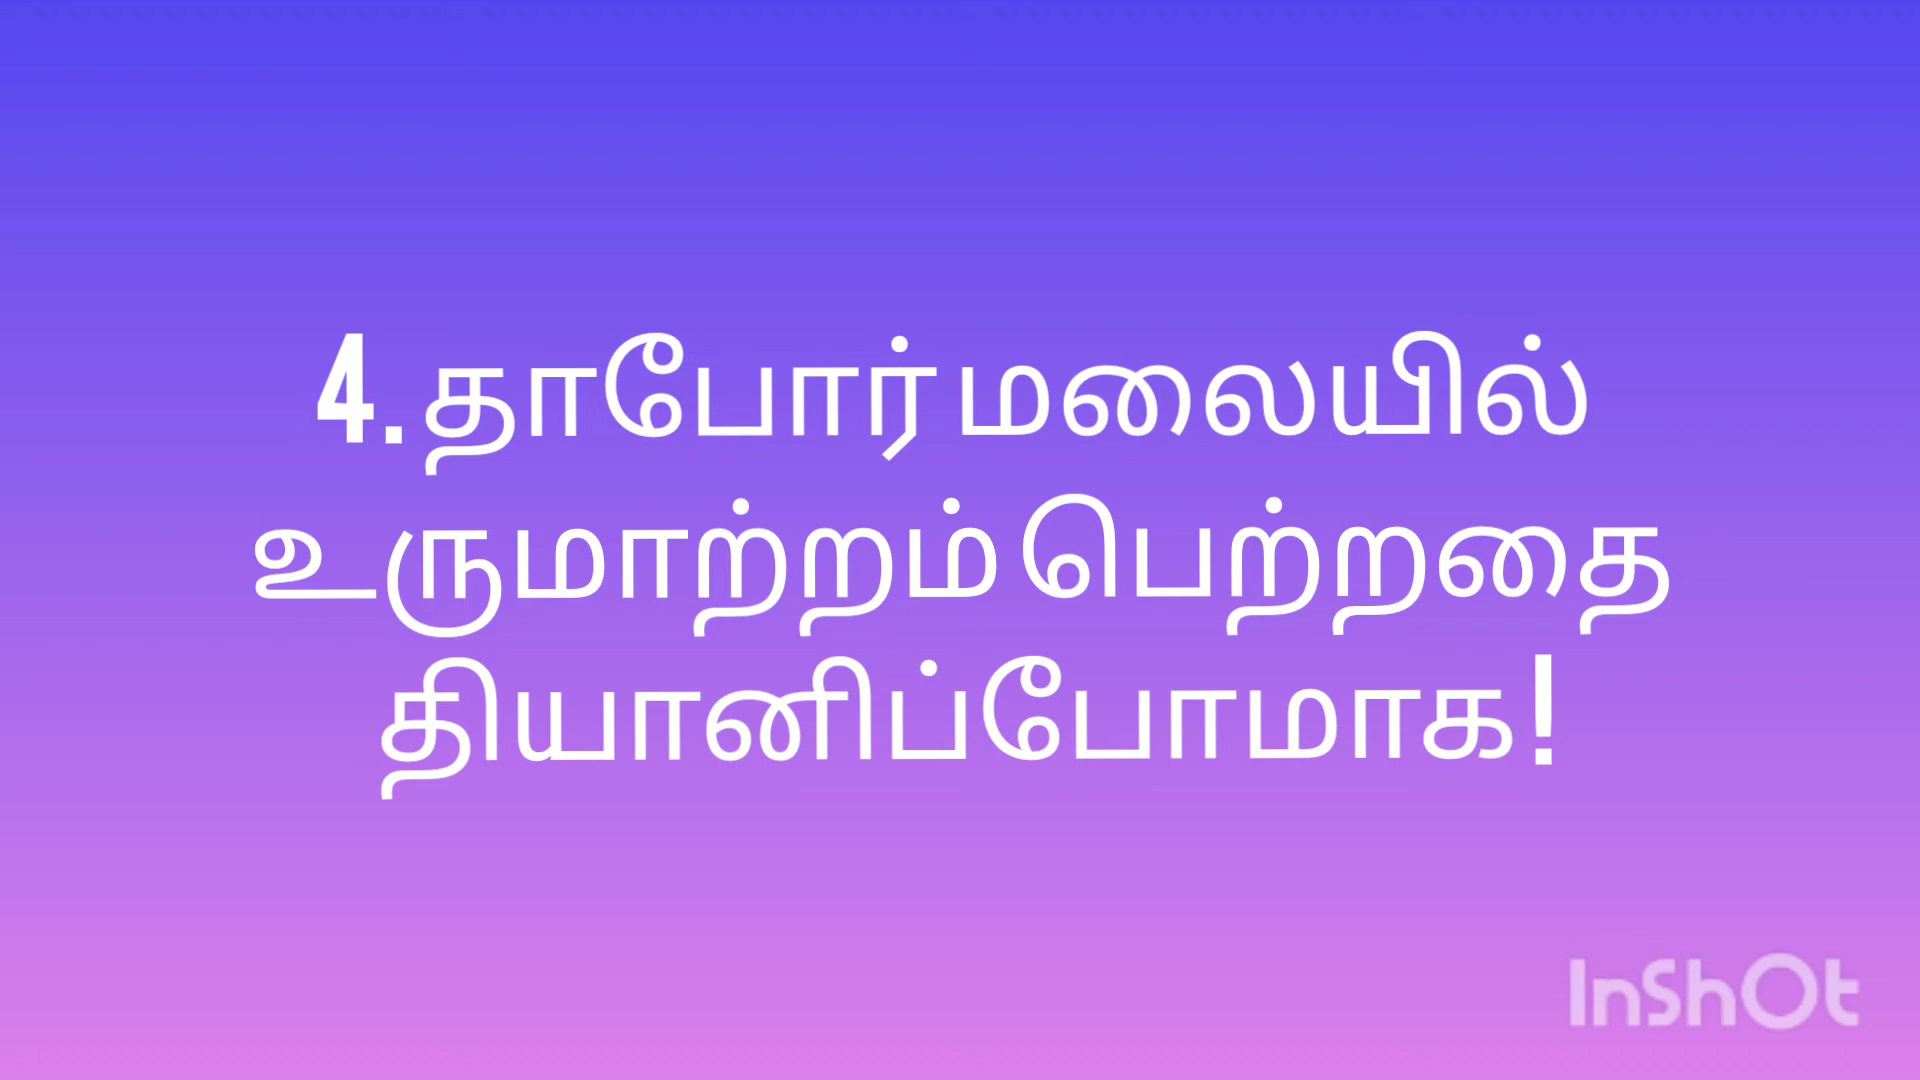 4. தாபோர் மலையில்
உருமாற்றம் பெற்றதை
தியானிப்போமாக!
InShOt